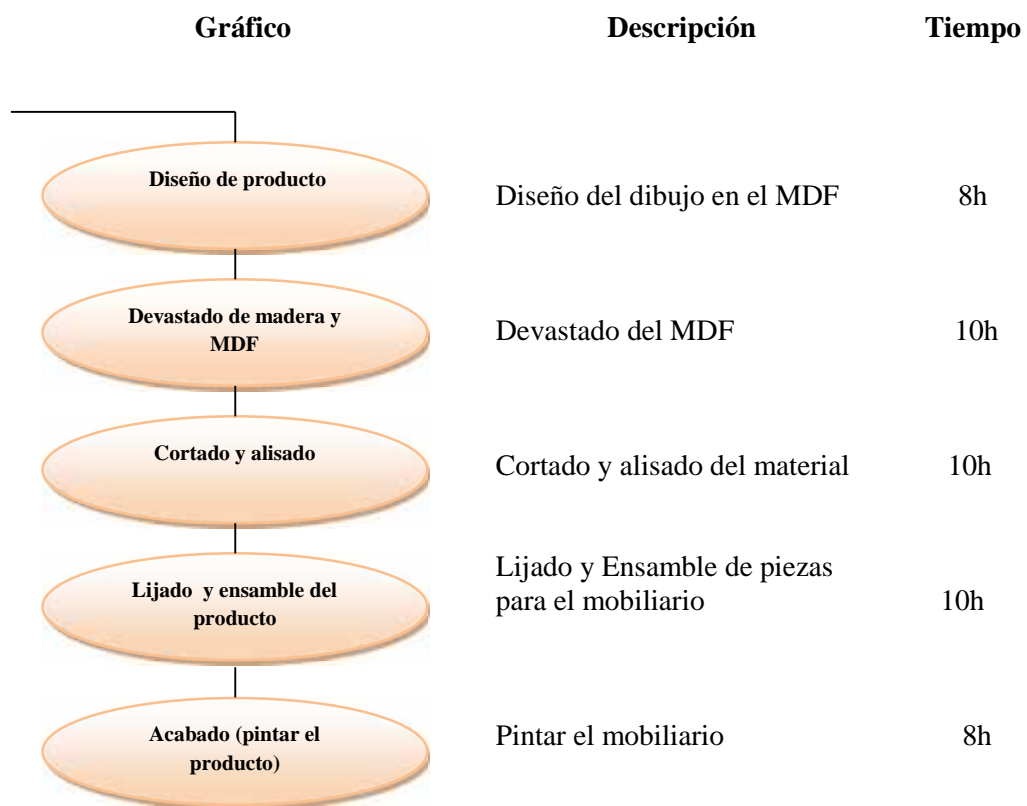 Gráfico Descripción Tiempo
Diseño de producto
Diseño del dibujo en el MDF 8h
Devastado de madera y
MDF
Devastado del MDF 10h
Cortado y alisado
Cortado y alisado del material 10h
Lijado y ensamble del
producto
Lijado y Ensamble de piezas
para el mobiliario 10h
Acabado (pintar el
producto)
Pintar el mobiliario 8h